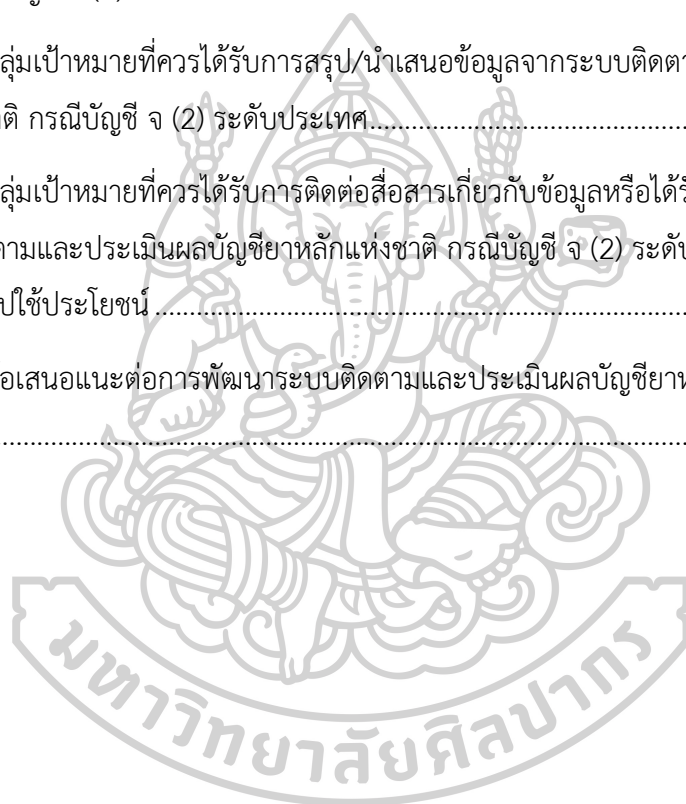 ลุ่มเป้าหมายที่ควรได้รับการสรุป/นำเสนอข้อมูลจากระบบติดตา
ติ กรณีบัญชี จ (2) ระดับประเทศ
ลุ่มเป้าหมายที่ควรได้รับการติดต่อสื่อสารเกี่ยวกับข้อมูลหรือได้รั
ตามและประเมินผลบัญชียาหลักแห่งชาติ กรณีบัญชี จ (2) ระดับ
ปใช้ประโยชน์
อเสนอแนะต่อการพัฒนาระบบติดตามและประเมินผลบัญชียาห
มหาวิทยาลัยศิลปากร